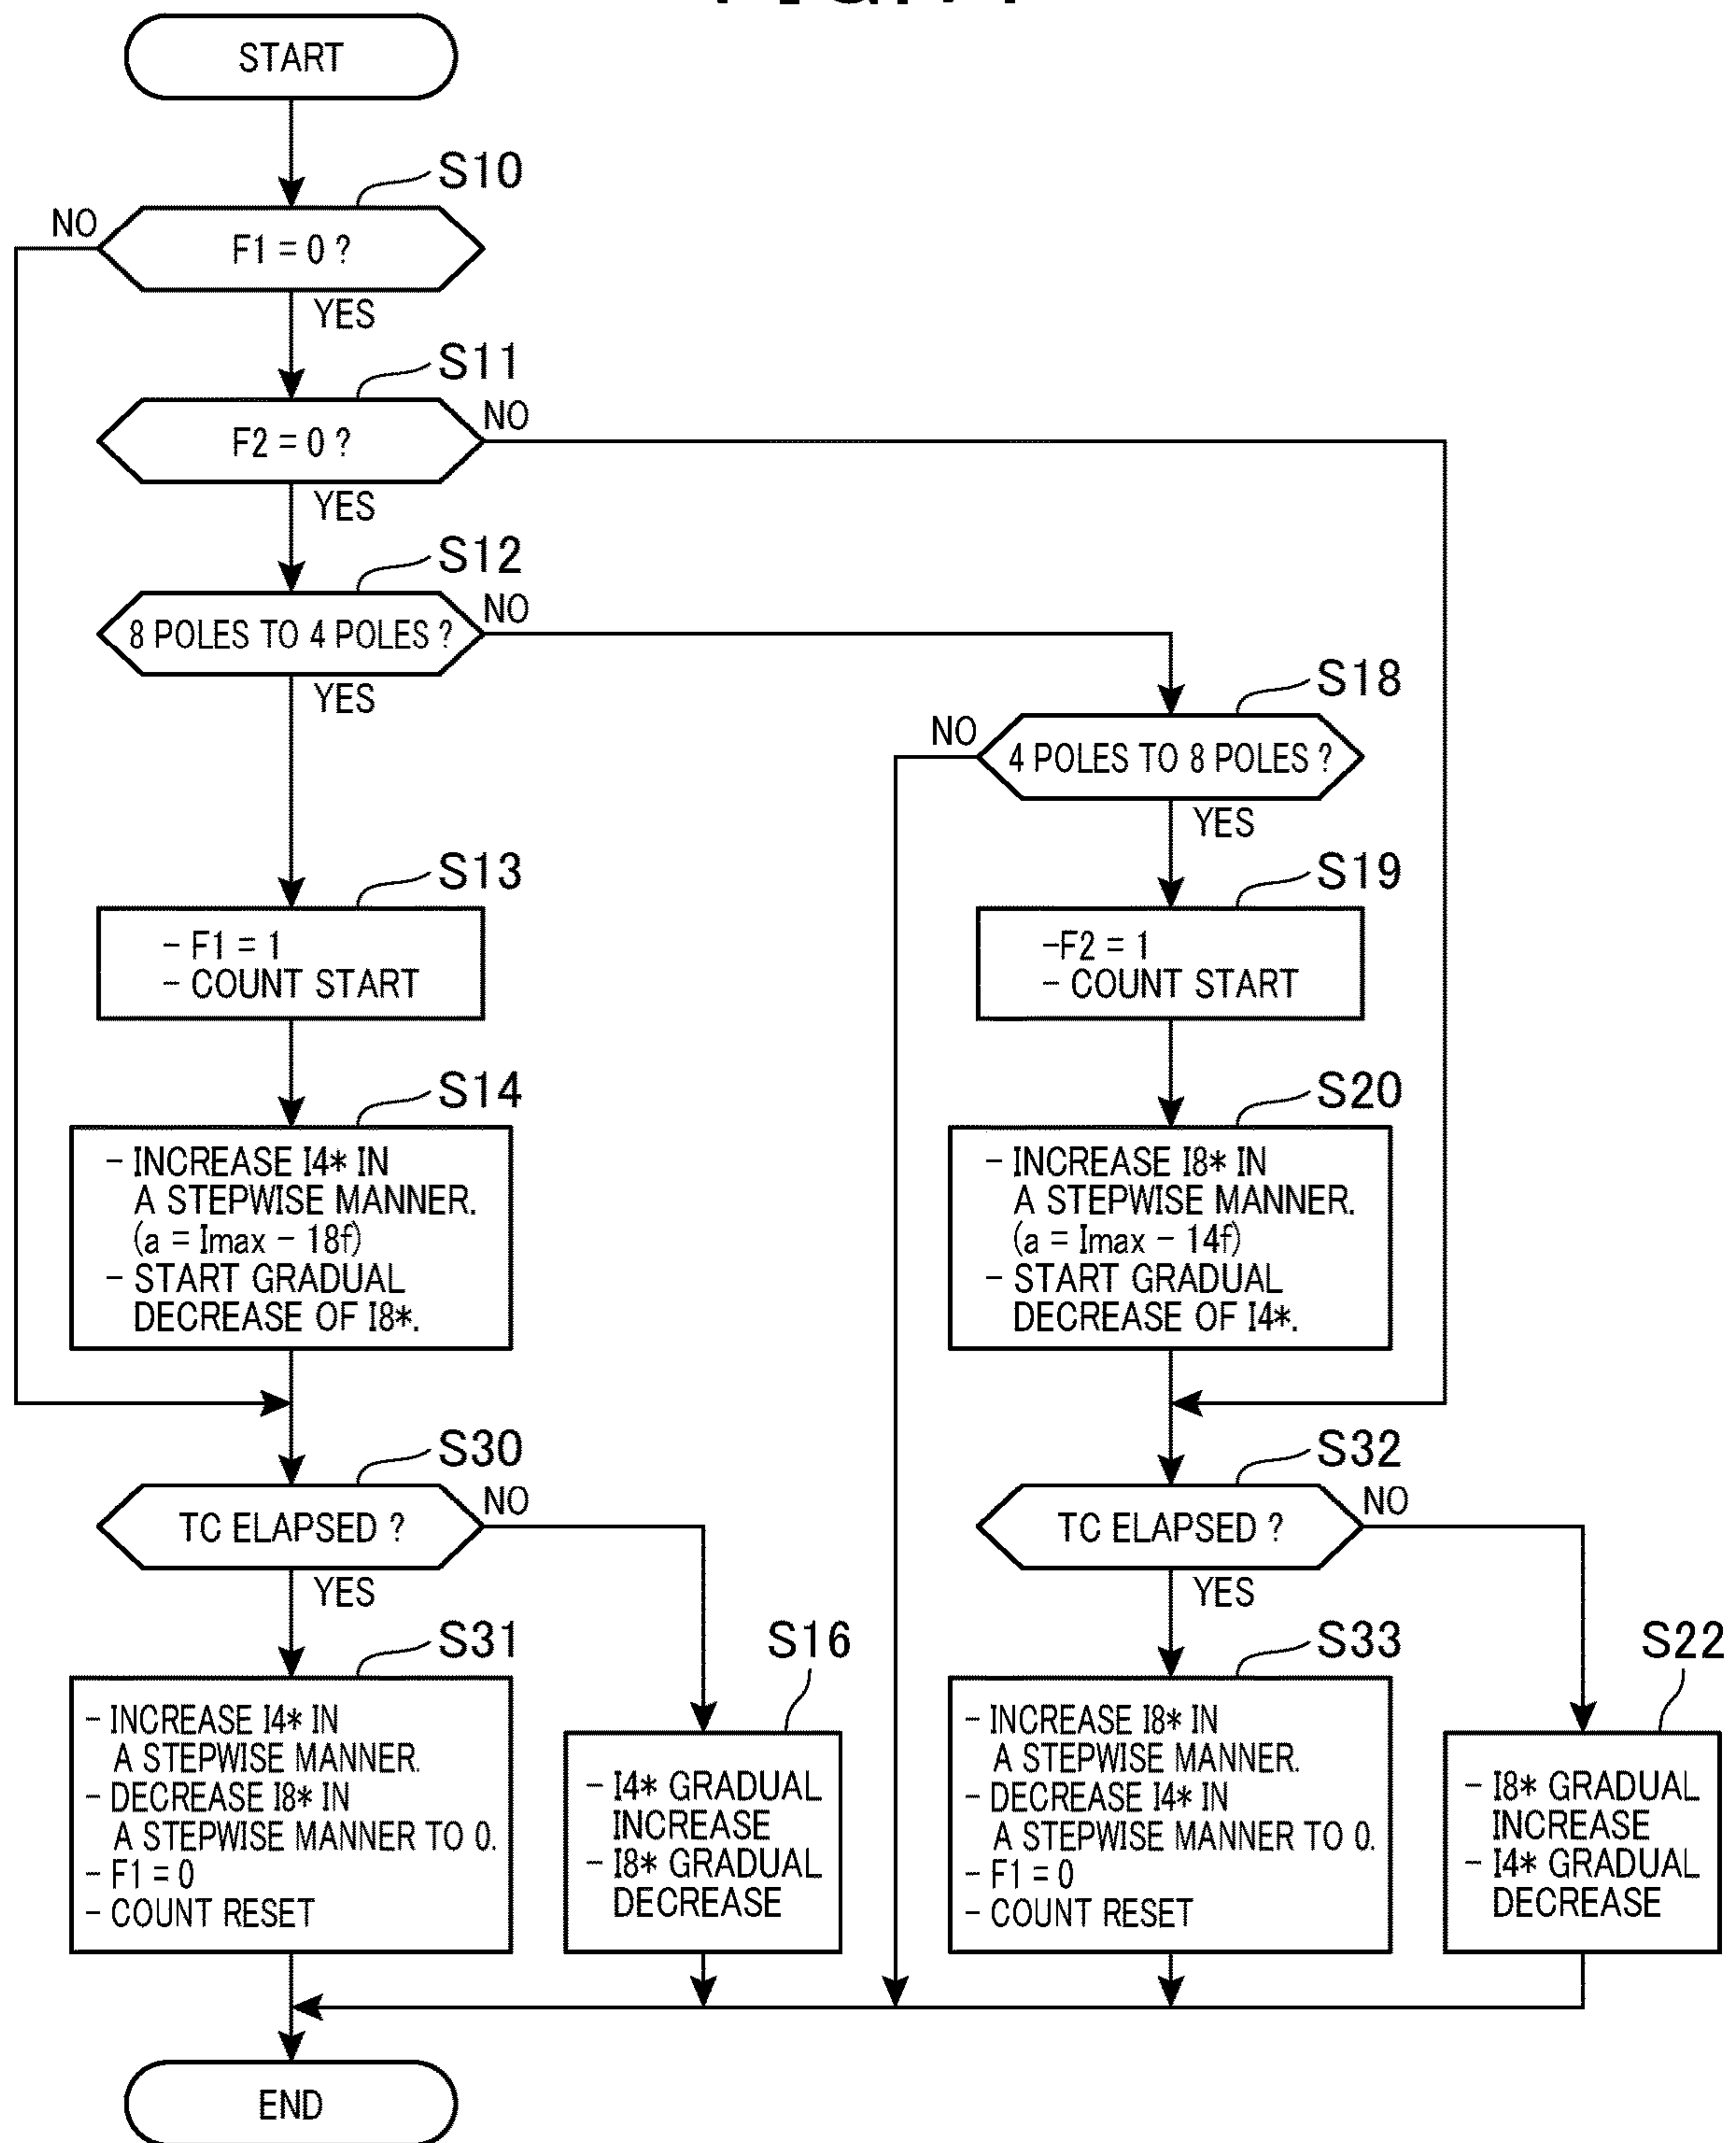 START
S10
NO
F1 = 0 ?
YES
S11
NO
F2 = 0 ?
YES
S12
NO
8 POLES TO 4 POLES ?
YES
S18
NO
4 POLES TO 8 POLES ?
YES
S13
- F1 = 1
- COUNT START
S19
-F2 = 1
- COUNT START
S14
- INCREASE I4* IN
A STEPWISE MANNER.
(a = Imax - 18f)
- START GRADUAL
DECREASE OF I8*.
S20
- INCREASE I8* IN
A STEPWISE MANNER.
(a = Imax - 14f)
- START GRADUAL
DECREASE OF I4*.
S30
NO
TC ELAPSED ?
YES
S32
NO
TC ELAPSED ?
YES
S31
- INCREASE I4* IN
A STEPWISE MANNER.
- DECREASE I8* IN
A STEPWISE MANNER TO 0.
- F1 = 0
- COUNT RESET
S16
- I4* GRADUAL
INCREASE
- I8* GRADUAL
DECREASE
S33
- INCREASE I8* IN
A STEPWISE MANNER.
- DECREASE I4* IN
A STEPWISE MANNER TO 0.
- F1 = 0
- COUNT RESET
S22
- I8* GRADUAL
INCREASE
- I4* GRADUAL
DECREASE
END